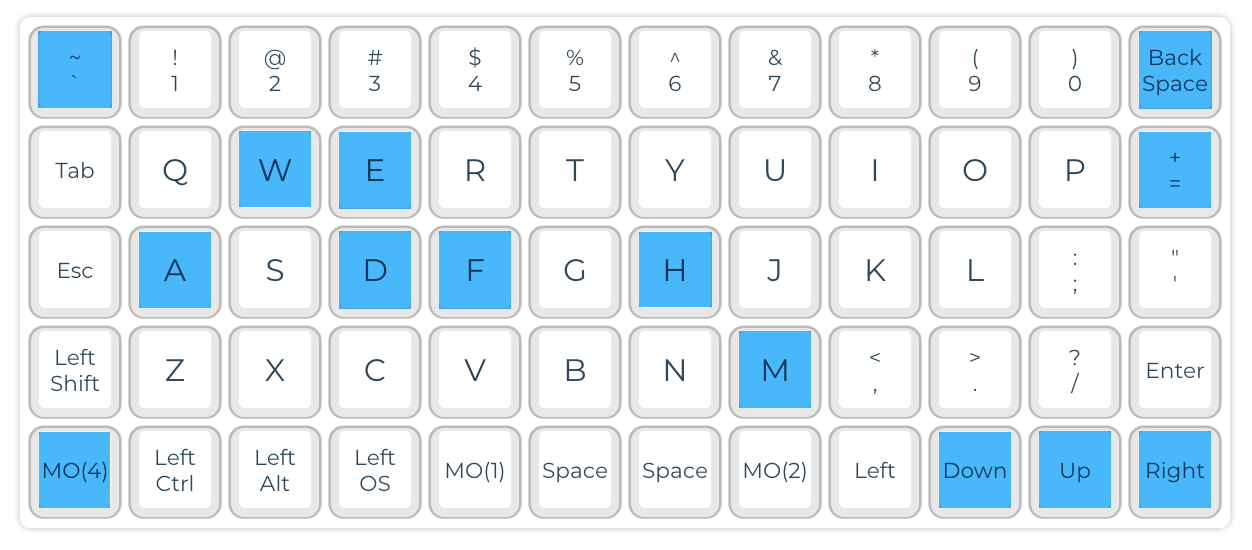 ~ ! @ # $ % ^ & * ( ) Back
` 1 2 3 4 5 6 7 8 9 0 Space
Tab Q W E R T Y U I O P + =
Esc A S D F G H J K L : ; " '
Left Shift Z X C V B N M < , > . ? / Enter
MO(4) Left Ctrl Left Alt Left OS MO(1) Space Space MO(2) Left Down Up Right